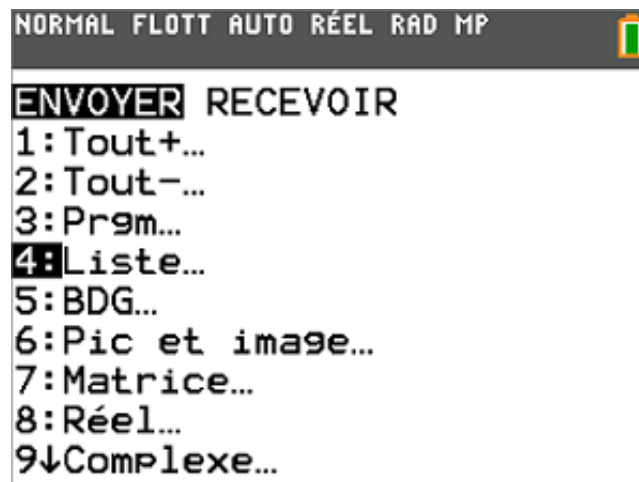 NORMAL FLOTT AUTO RÉEL RAD MP
ENVOYER RECEVOIR
1:Tout+…
2:Tout-…
3:Prgm…
4:Liste…
5:BDG…
6:Pic et image…
7:Matrice…
8:Réel…
9↓Complexe…